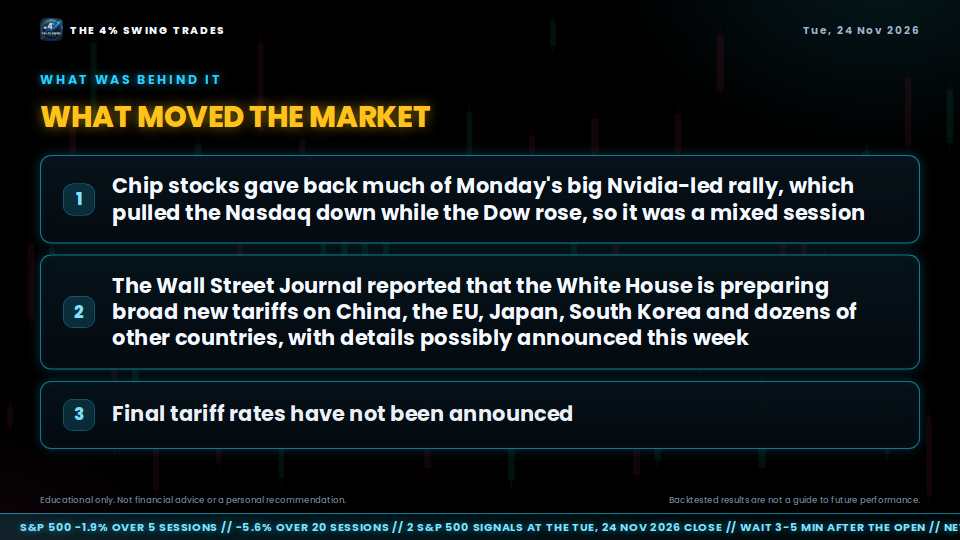 THE 4% SWING TRADES
Tue, 24 Nov 2026
WHAT WAS BEHIND IT
WHAT MOVED THE MARKET
1
Chip stocks gave back much of Monday's big Nvidia-led rally, which
pulled the Nasdaq down while the Dow rose, so it was a mixed session
2
The Wall Street Journal reported that the White House is preparing
broad new tariffs on China, the EU, Japan, South Korea and dozens of
other countries, with details possibly announced this week
3
Final tariff rates have not been announced
Educational only. Not financial advice or a personal recommendation.
Backtested results are not a guide to future performance.
S&P 500 -1.9% OVER 5 SESSIONS // -5.6% OVER 20 SESSIONS // 2 S&P 500 SIGNALS AT THE TUE, 24 NOV 2026 CLOSE // WAIT 3-5 MIN AFTER THE OPEN //